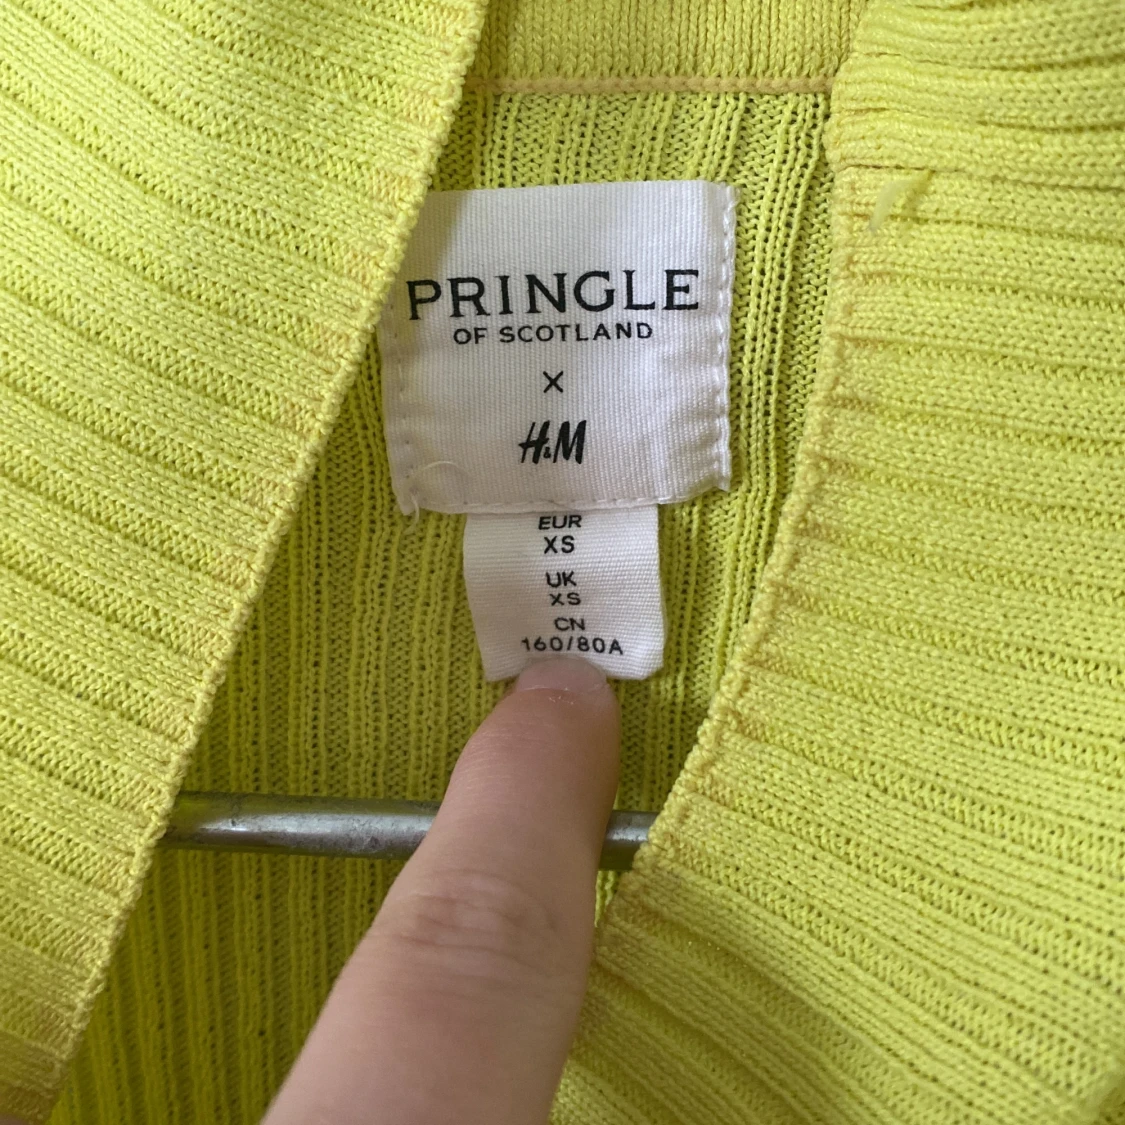 PRINGLE
OF SCOTLAND
X
H&M
EUR
XS
UK
XS
CN
160/80A